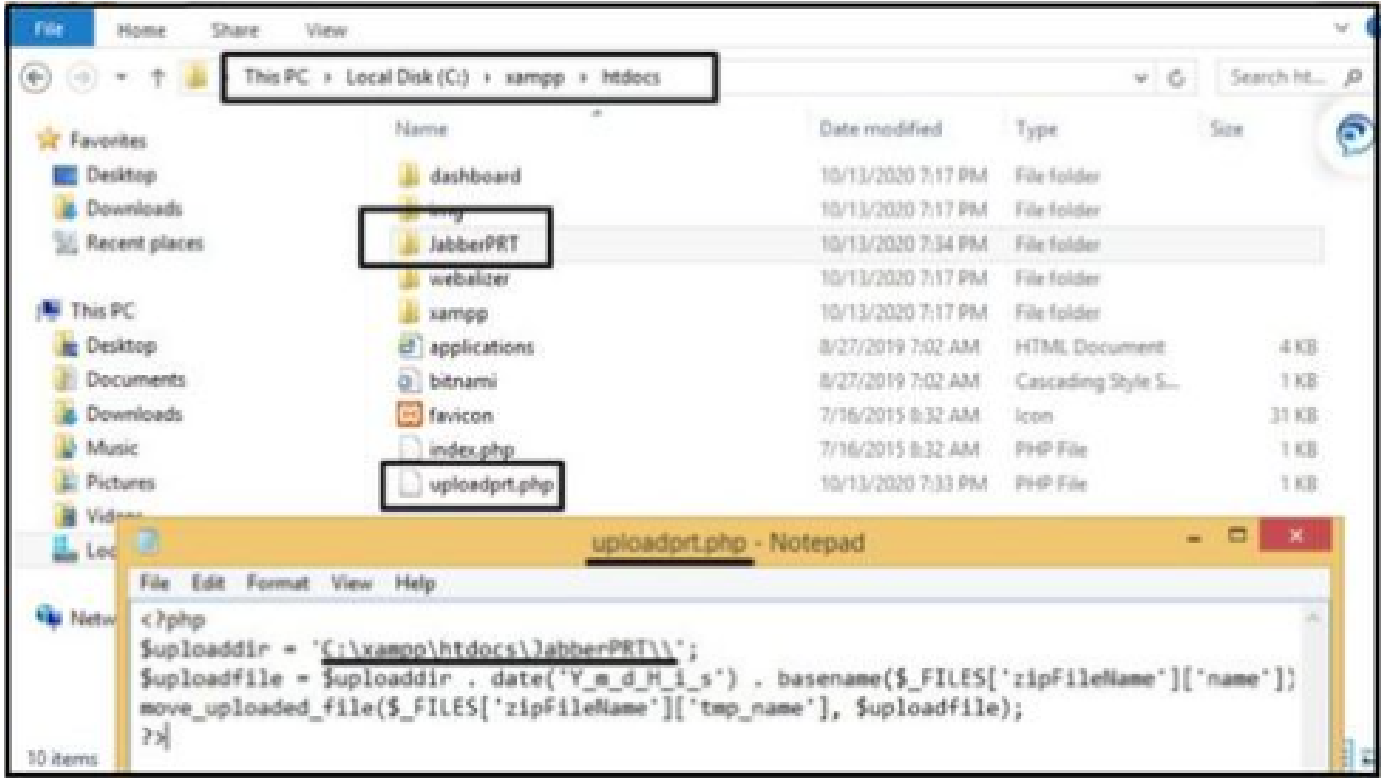 File Home Share View
This PC › Local Disk (C:) › xampp › htdocs
Search ht...
Name Date modified Type Size
Favorites
Desktop
Downloads
Recent places
This PC
Desktop
Documents
Downloads
Music
Pictures
Videos
Loc
Netw
dashboard 10/13/2020 7:17 PM File folder
img 10/13/2020 7:17 PM File folder
JabberPRT 10/13/2020 7:34 PM File folder
webalizer 10/13/2020 7:17 PM File folder
xampp 10/13/2020 7:17 PM File folder
applications 8/27/2019 7:02 AM HTML Document 4 KB
bitnami 8/27/2019 7:02 AM Cascading Style S... 1 KB
favicon 7/16/2015 8:32 AM Icon 31 KB
index.php 7/16/2015 8:32 AM PHP File 1 KB
uploadprt.php 10/13/2020 7:33 PM PHP File 1 KB
uploadprt.php - Notepad
File Edit Format View Help
<?php
$uploaddir = 'C:\xampp\htdocs\JabberPRT\\';
$uploadfile = $uploaddir . date('Y_m_d_H_i_s') . basename($_FILES['zipFileName']['name'])
move_uploaded_file($_FILES['zipFileName']['tmp_name'], $uploadfile);
?>
10 items